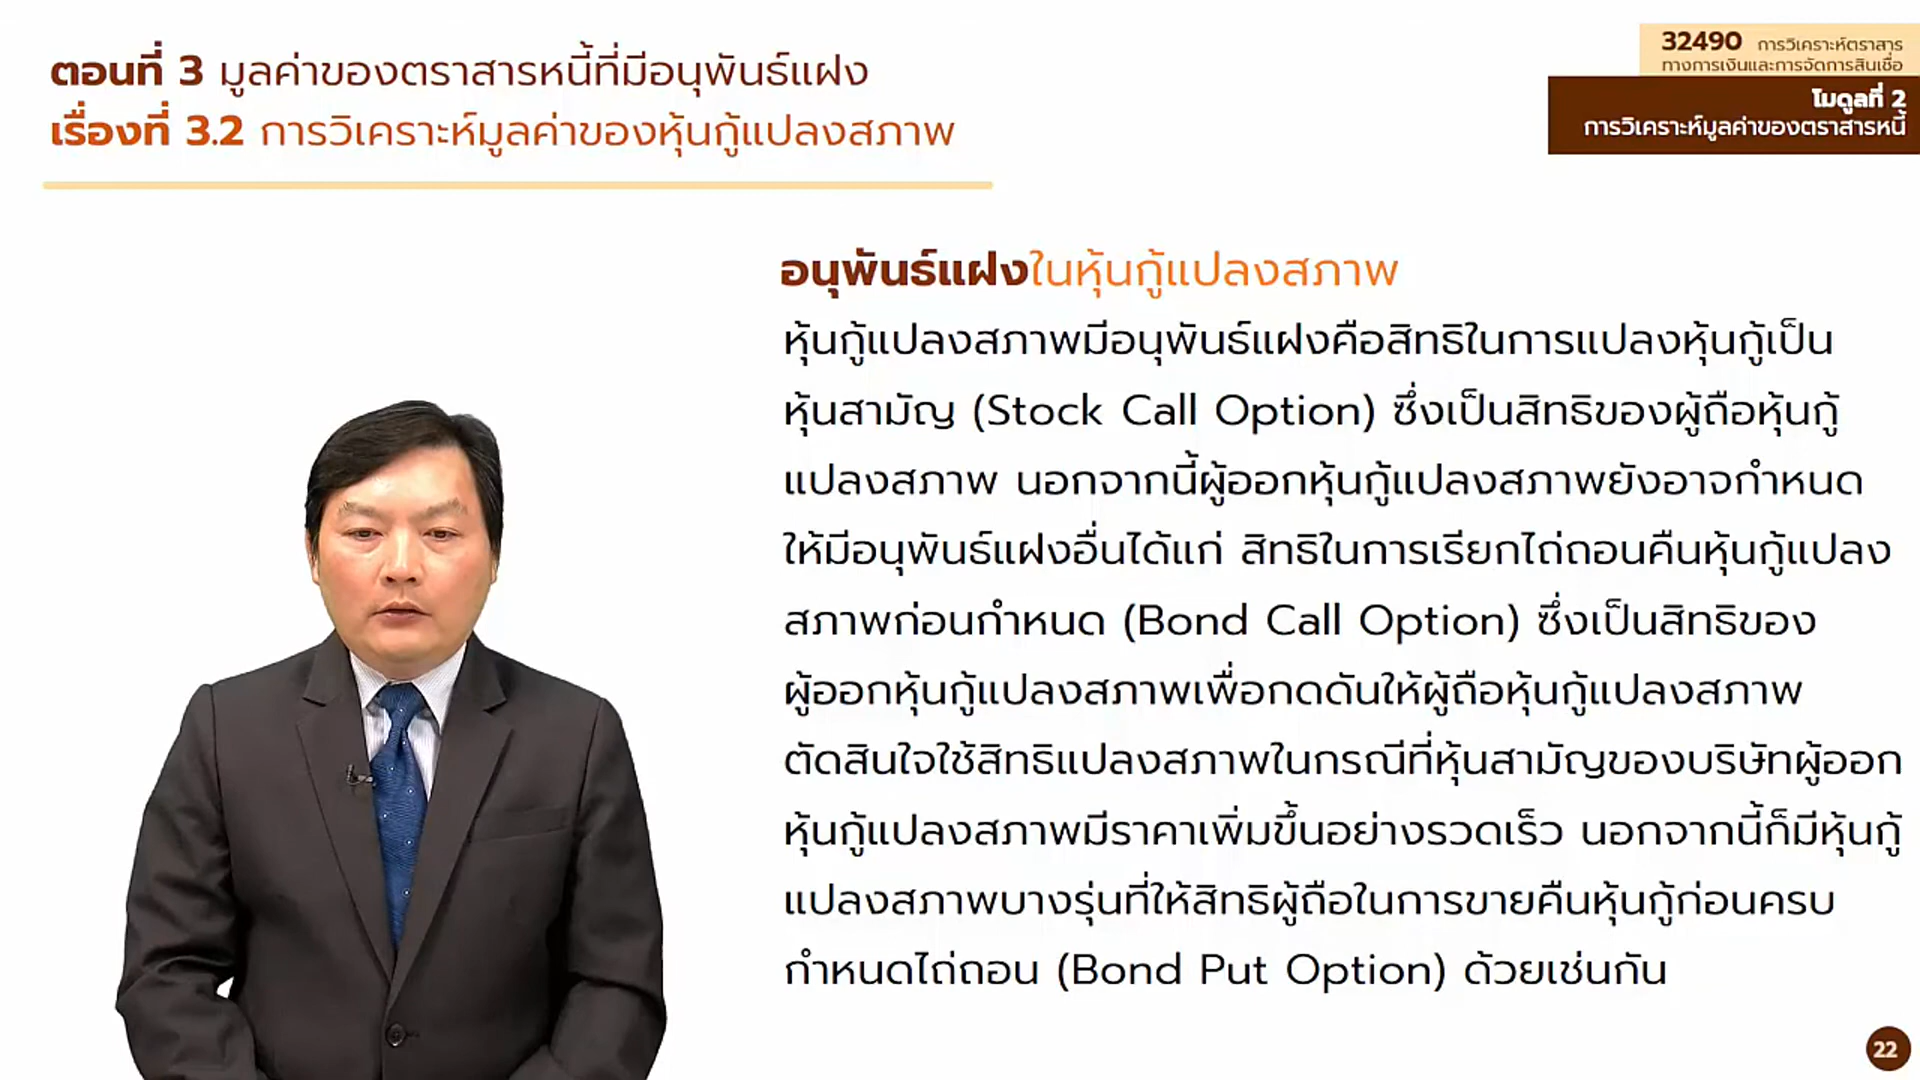 ตอนที่ 3 มูลค่าของตราสารหนี้ที่มีอนุพันธ์แฝง
เรื่องที่ 3.2 การวิเคราะห์มูลค่าของหุ้นกู้แปลงสภาพ
32490 การวิเคราะห์ตราสาร
ทางการเงินและการจัดการสินเชื่อ
โมดูลที่ 2
การวิเคราะห์มูลค่าของตราสารหนี้
อนุพันธ์แฝงในหุ้นกู้แปลงสภาพ
หุ้นกู้แปลงสภาพมีอนุพันธ์แฝงคือสิทธิในการแปลงหุ้นกู้เป็น
หุ้นสามัญ (Stock Call Option) ซึ่งเป็นสิทธิของผู้ถือหุ้นกู้
แปลงสภาพ นอกจากนี้ผู้ออกหุ้นกู้แปลงสภาพยังอาจกำหนด
ให้มีอนุพันธ์แฝงอื่นได้แก่ สิทธิในการเรียกไถ่ถอนคืนหุ้นกู้แปลง
สภาพก่อนกำหนด (Bond Call Option) ซึ่งเป็นสิทธิของ
ผู้ออกหุ้นกู้แปลงสภาพเพื่อกดดันให้ผู้ถือหุ้นกู้แปลงสภาพ
ตัดสินใจใช้สิทธิแปลงสภาพในกรณีที่หุ้นสามัญของบริษัทผู้ออก
หุ้นกู้แปลงสภาพมีราคาเพิ่มขึ้นอย่างรวดเร็ว นอกจากนี้ก็มีหุ้นกู้
แปลงสภาพบางรุ่นที่ให้สิทธิผู้ถือในการขายคืนหุ้นกู้ก่อนครบ
กำหนดไถ่ถอน (Bond Put Option) ด้วยเช่นกัน
22